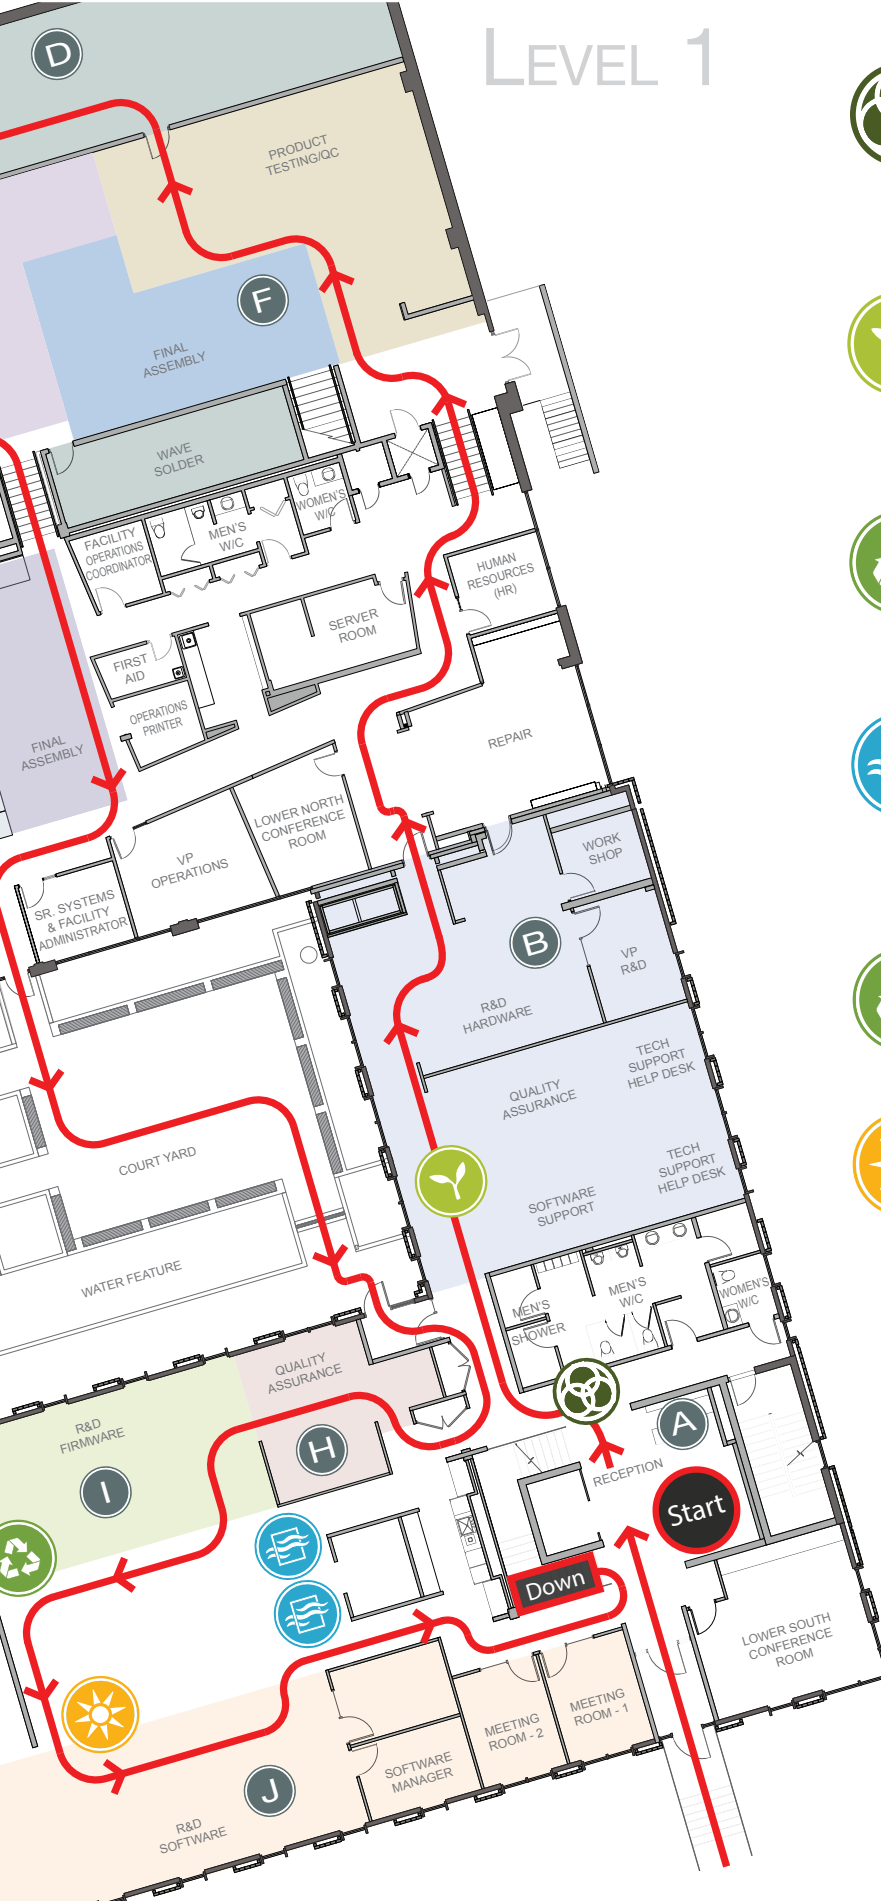 LEVEL 1
D
PRODUCT
TESTING/QC
F
FINAL
ASSEMBLY
WAVE
SOLDER
WOMEN'S
W/C
MEN'S
W/C
FACILITY
OPERATIONS
COORDINATOR
HUMAN
RESOURCES
(HR)
SERVER
ROOM
FIRST
AID
OPERATIONS
PRINTER
FINAL
ASSEMBLY
REPAIR
LOWER NORTH
CONFERENCE
ROOM
VP
OPERATIONS
WORK
SHOP
SR. SYSTEMS
& FACILITY
ADMINISTRATOR
B
VP
R&D
R&D
HARDWARE
TECH
SUPPORT
HELP DESK
QUALITY
ASSURANCE
COURT YARD
TECH
SUPPORT
HELP DESK
SOFTWARE
SUPPORT
WATER FEATURE
MEN'S
W/C
WOMEN'S
W/C
MEN'S
SHOWER
QUALITY
ASSURANCE
R&D
FIRMWARE
H
A
I
RECEPTION
Start
Down
LOWER SOUTH
CONFERENCE
ROOM
MEETING
ROOM - 1
MEETING
ROOM - 2
SOFTWARE
MANAGER
J
R&D
SOFTWARE